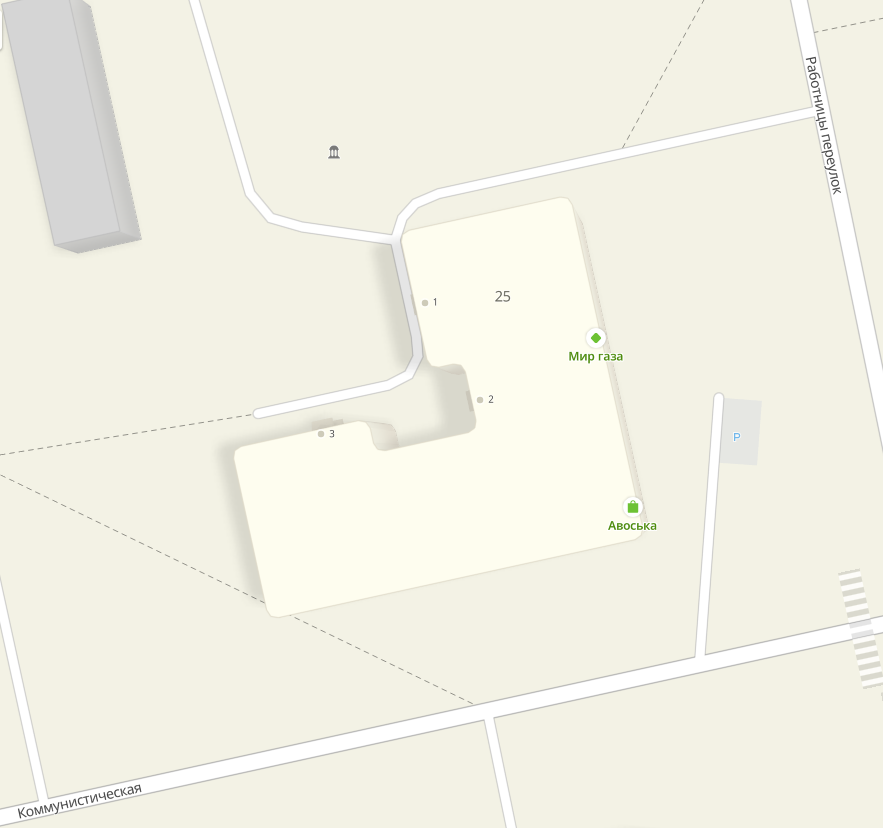 Работницы переулок
25
1
Мир газа
2
3
P
Авоська
Коммунистическая